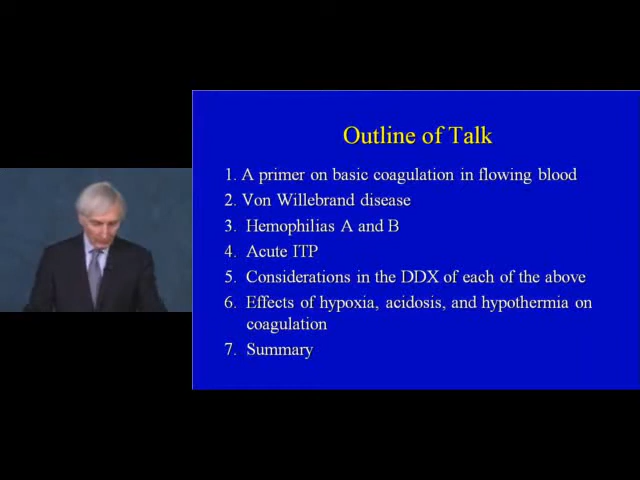 Outline of Talk
1. A primer on basic coagulation in flowing blood
2. Von Willebrand disease
3. Hemophilias A and B
4. Acute ITP
5. Considerations in the DDX of each of the above
6. Effects of hypoxia, acidosis, and hypothermia on
coagulation
7. Summary